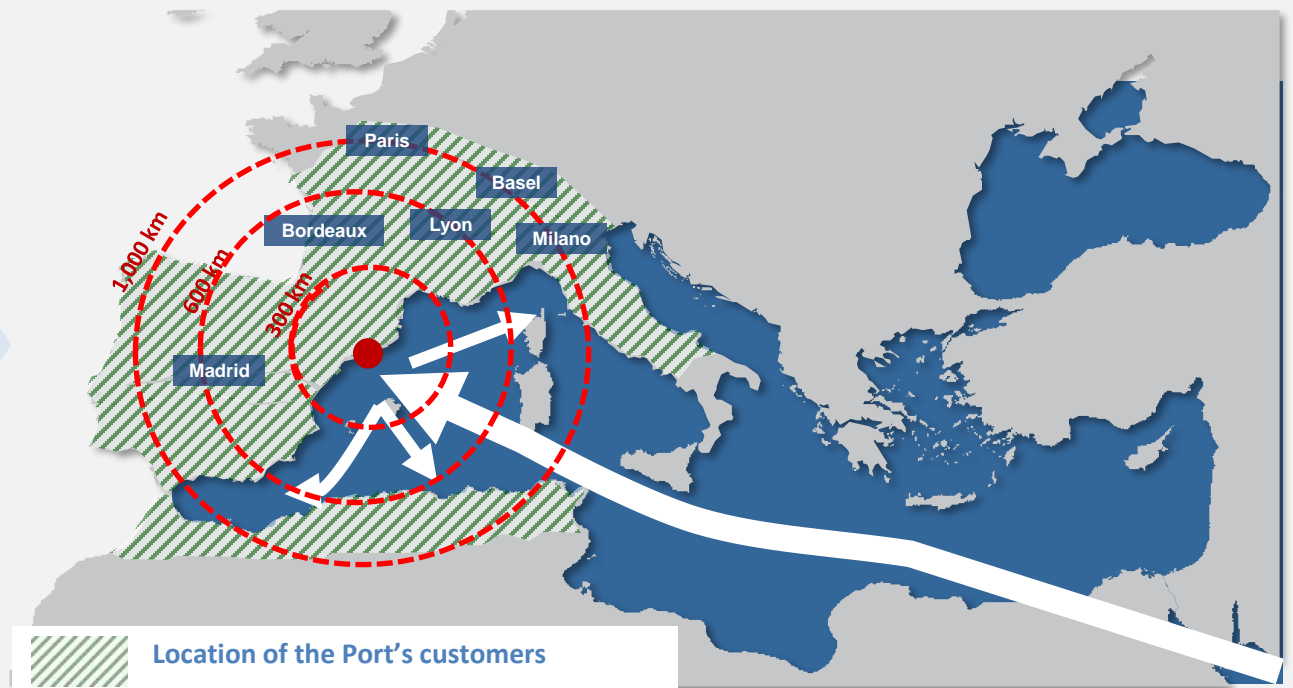 Paris
Basel
Bordeaux
Lyon
Milano
1,000 km
600 km
300 km
Madrid
Location of the Port's customers